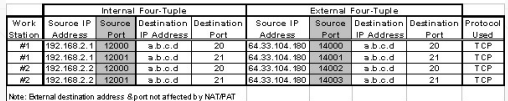 Internal Four-Tuple External Four-Tuple
Work Source IP Source Destination Destination Source IP Source Destination Destination Protocol
Station Address Port IP Address Port Address Port IP Address Port Used
#1 192.168.2.1 12000 a.b.c.d 20 64.33.104.180 14000 a.b.c.d 20 TCP
#1 192.168.2.1 12001 a.b.c.d 21 64.33.104.180 14001 a.b.c.d 21 TCP
#2 192.168.2.2 12000 a.b.c.d 20 64.33.104.180 14002 a.b.c.d 20 TCP
#2 192.168.2.2 12001 a.b.c.d 21 64.33.104.180 14003 a.b.c.d 21 TCP
Note: External destination address & port not affected by NAT/PAT